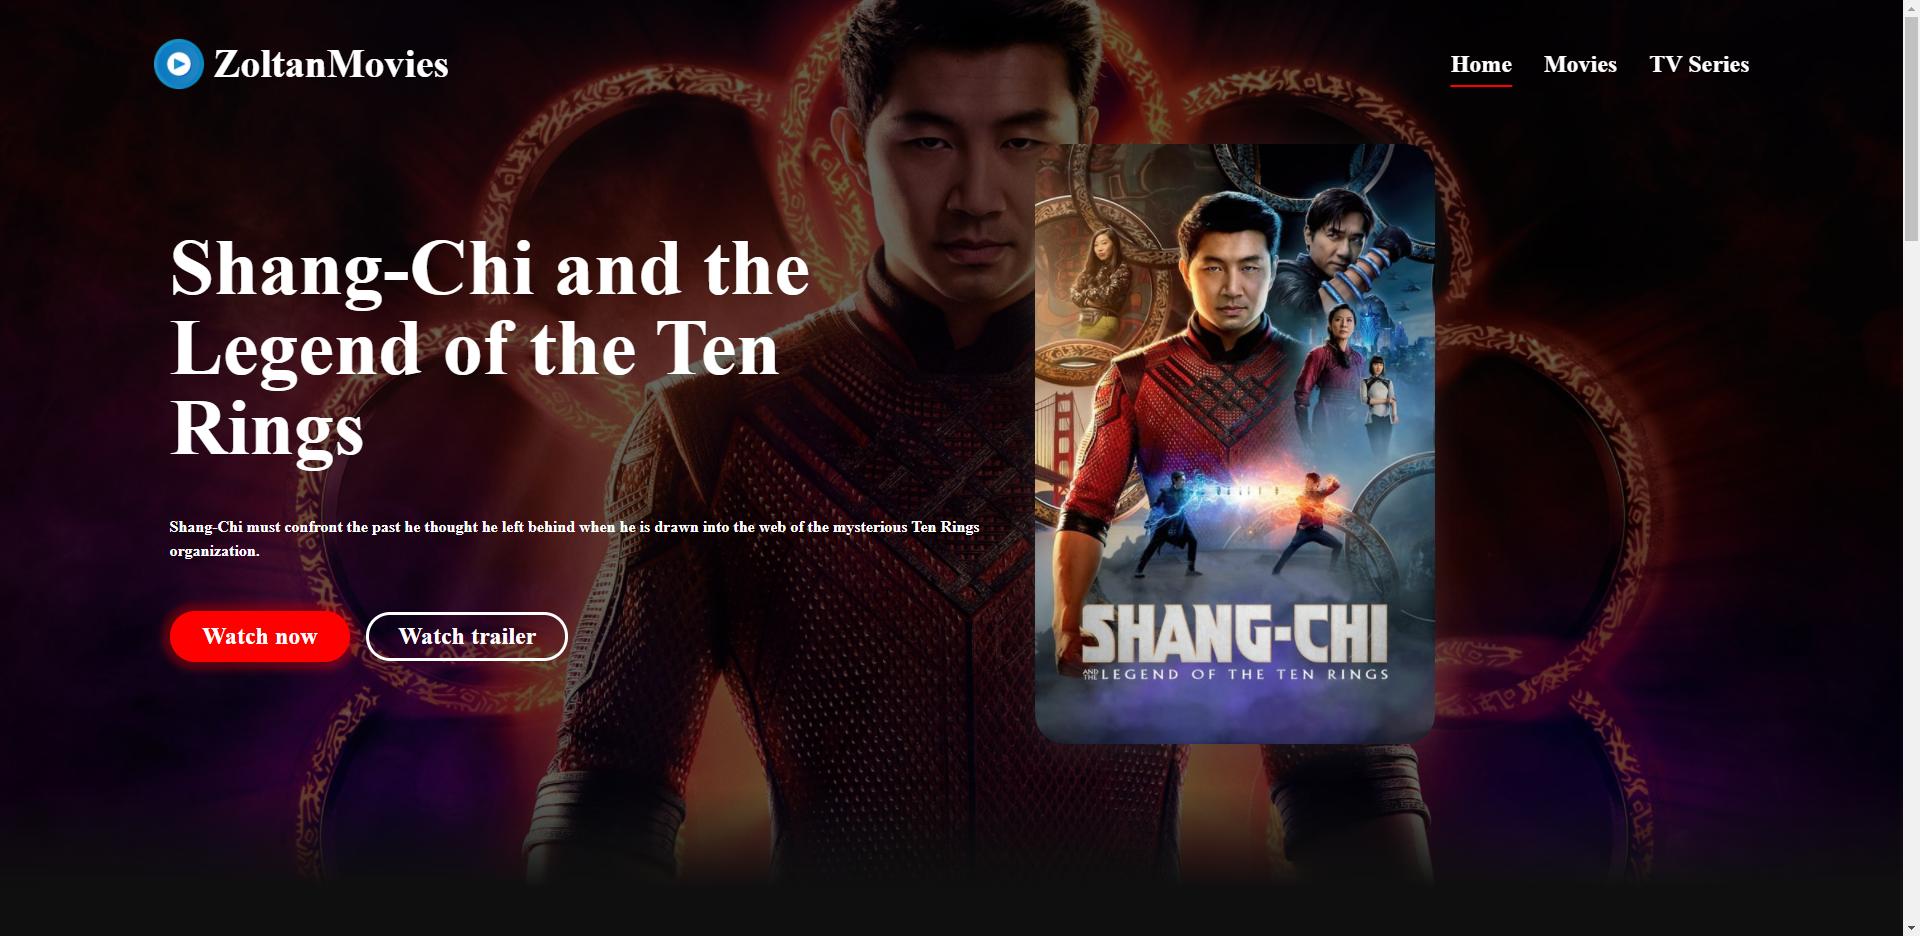 ZoltanMovies
Home
Movies
TV Series
Shang-Chi and the
Legend of the Ten
Rings
Shang-Chi must confront the past he thought he left behind when he is drawn into the web of the mysterious Ten Rings
organization.
Watch now
Watch trailer
SHANG-CHI
AND THE LEGEND OF THE TEN RINGS